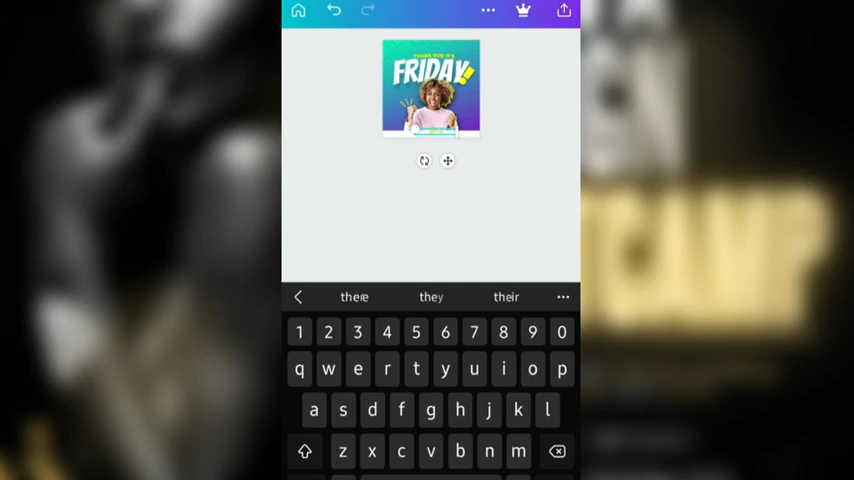 THANK YOU IT'S
FRIDAY!
there they their
1 2 3 4 5 6 7 8 9 0
q w e r t y u i o p
a s d f g h j k l
z x c v b n m